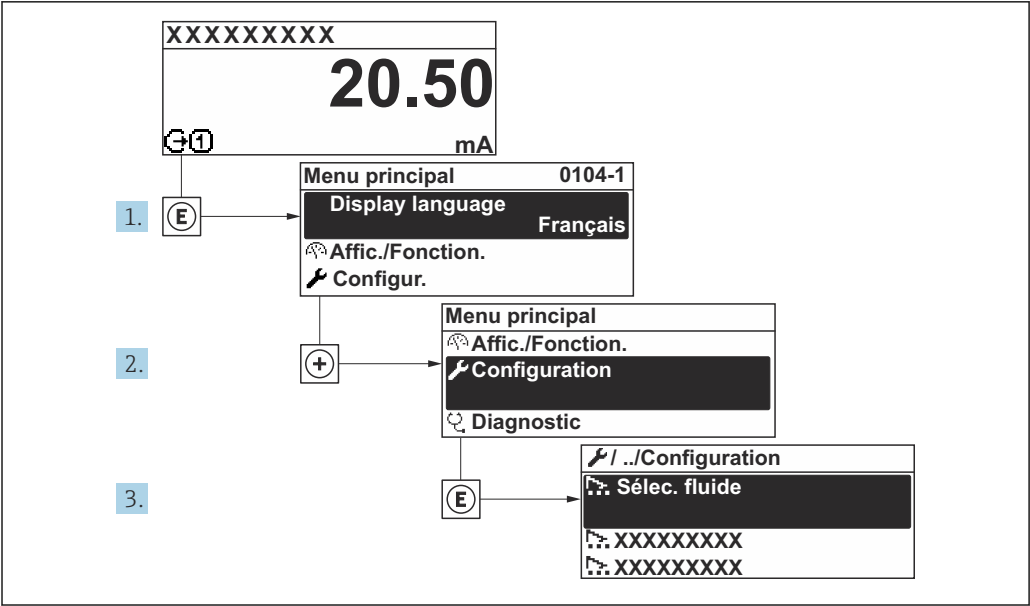 XXXXXXXXX
20.50
1 mA
Menu principal 0104-1
1. E Display language
Français
Affic./Fonction.
Configur.
Menu principal
Affic./Fonction.
2. + Configuration
Diagnostic
/ ../Configuration
3. E Sélec. fluide
XXXXXXXXX
XXXXXXXXX